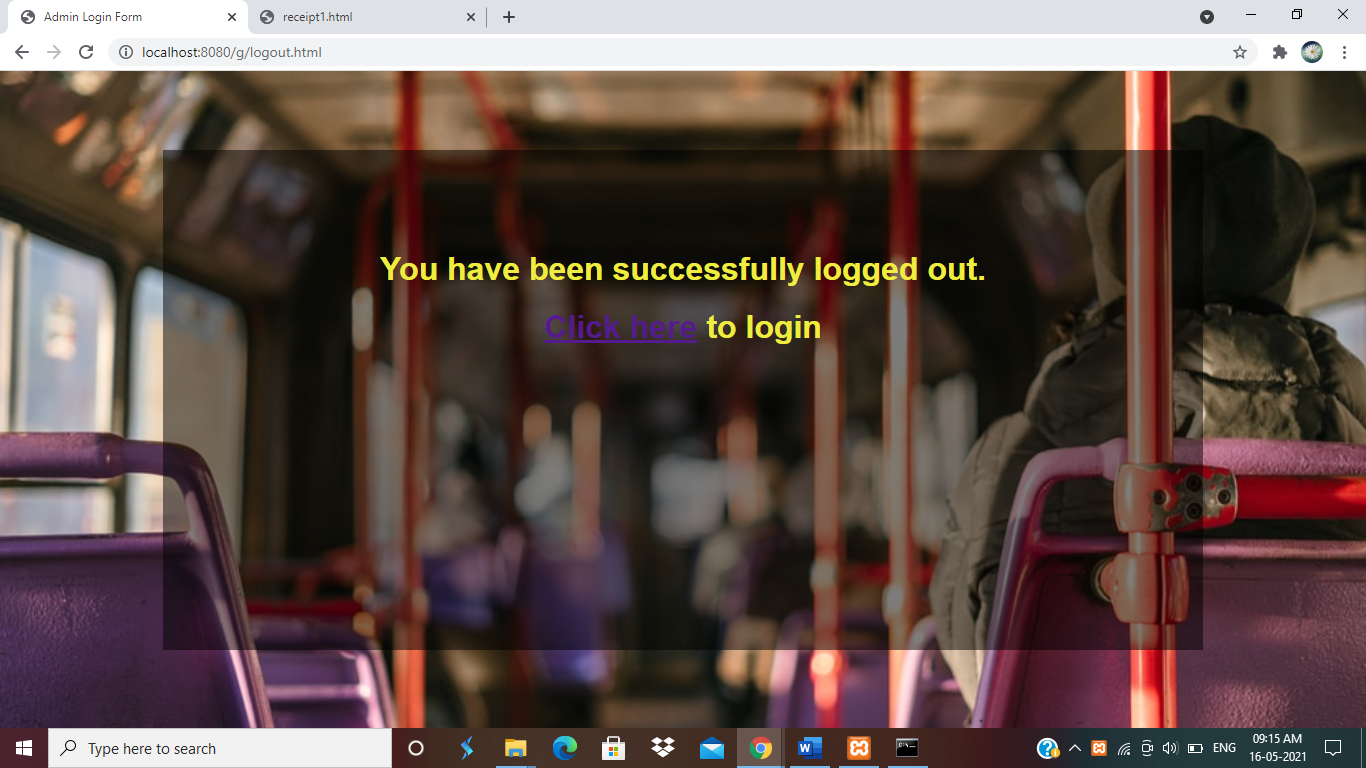 Admin Login Form
receipt1.html
localhost:8080/g/logout.html
You have been successfully logged out.
Click here to login
Type here to search
ENG
09:15 AM
16-05-2021